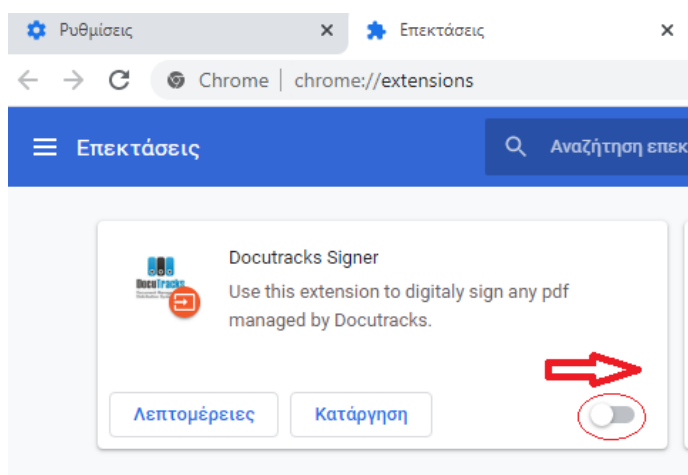 Ρυθμίσεις
Επεκτάσεις
Chrome | chrome://extensions
Επεκτάσεις
Αναζήτηση επεκ
Docutracks Signer
Use this extension to digitaly sign any pdf
managed by Docutracks.
DocuTracks
Λεπτομέρειες
Κατάργηση